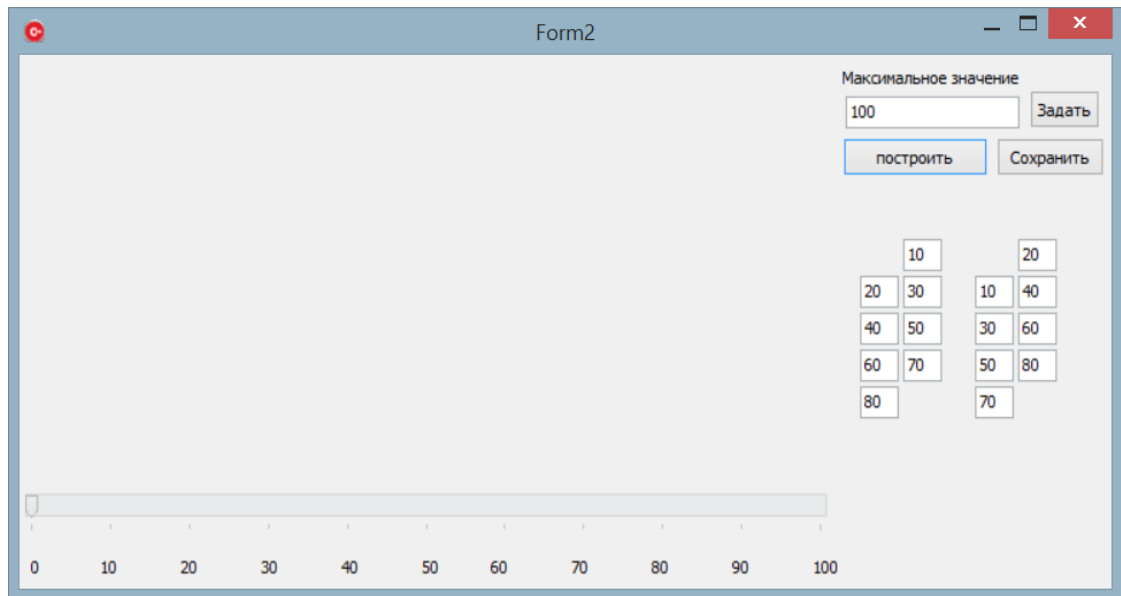 Form2
Максимальное значение
100 Задать
построить Сохранить
10 20
20 30 10 40
40 50 30 60
60 70 50 80
80 70
0 10 20 30 40 50 60 70 80 90 100